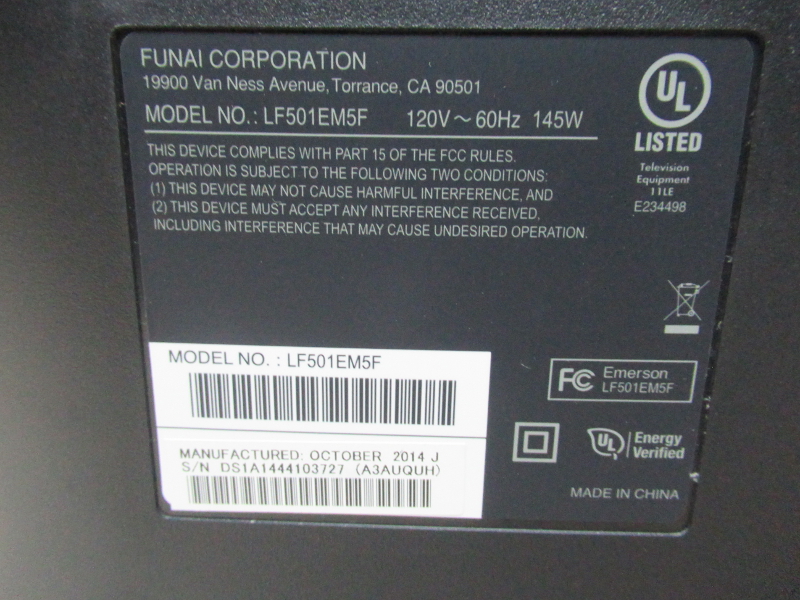 FUNAI CORPORATION
19900 Van Ness Avenue, Torrance, CA 90501
MODEL NO.: LF501EM5F 120V~60Hz 145W
THIS DEVICE COMPLIES WITH PART 15 OF THE FCC RULES.
OPERATION IS SUBJECT TO THE FOLLOWING TWO CONDITIONS:
(1) THIS DEVICE MAY NOT CAUSE HARMFUL INTERFERENCE, AND
(2) THIS DEVICE MUST ACCEPT ANY INTERFERENCE RECEIVED,
INCLUDING INTERFERENCE THAT MAY CAUSE UNDESIRED OPERATION.
UL
LISTED
Television
Equipment
11LE
E234498
MODEL NO. : LF501EM5F
MANUFACTURED: OCTOBER 2014 J
S/N DS1A1444103727 (A3AUQUH)
FC Emerson
LF501EM5F
UL Energy
Verified
MADE IN CHINA